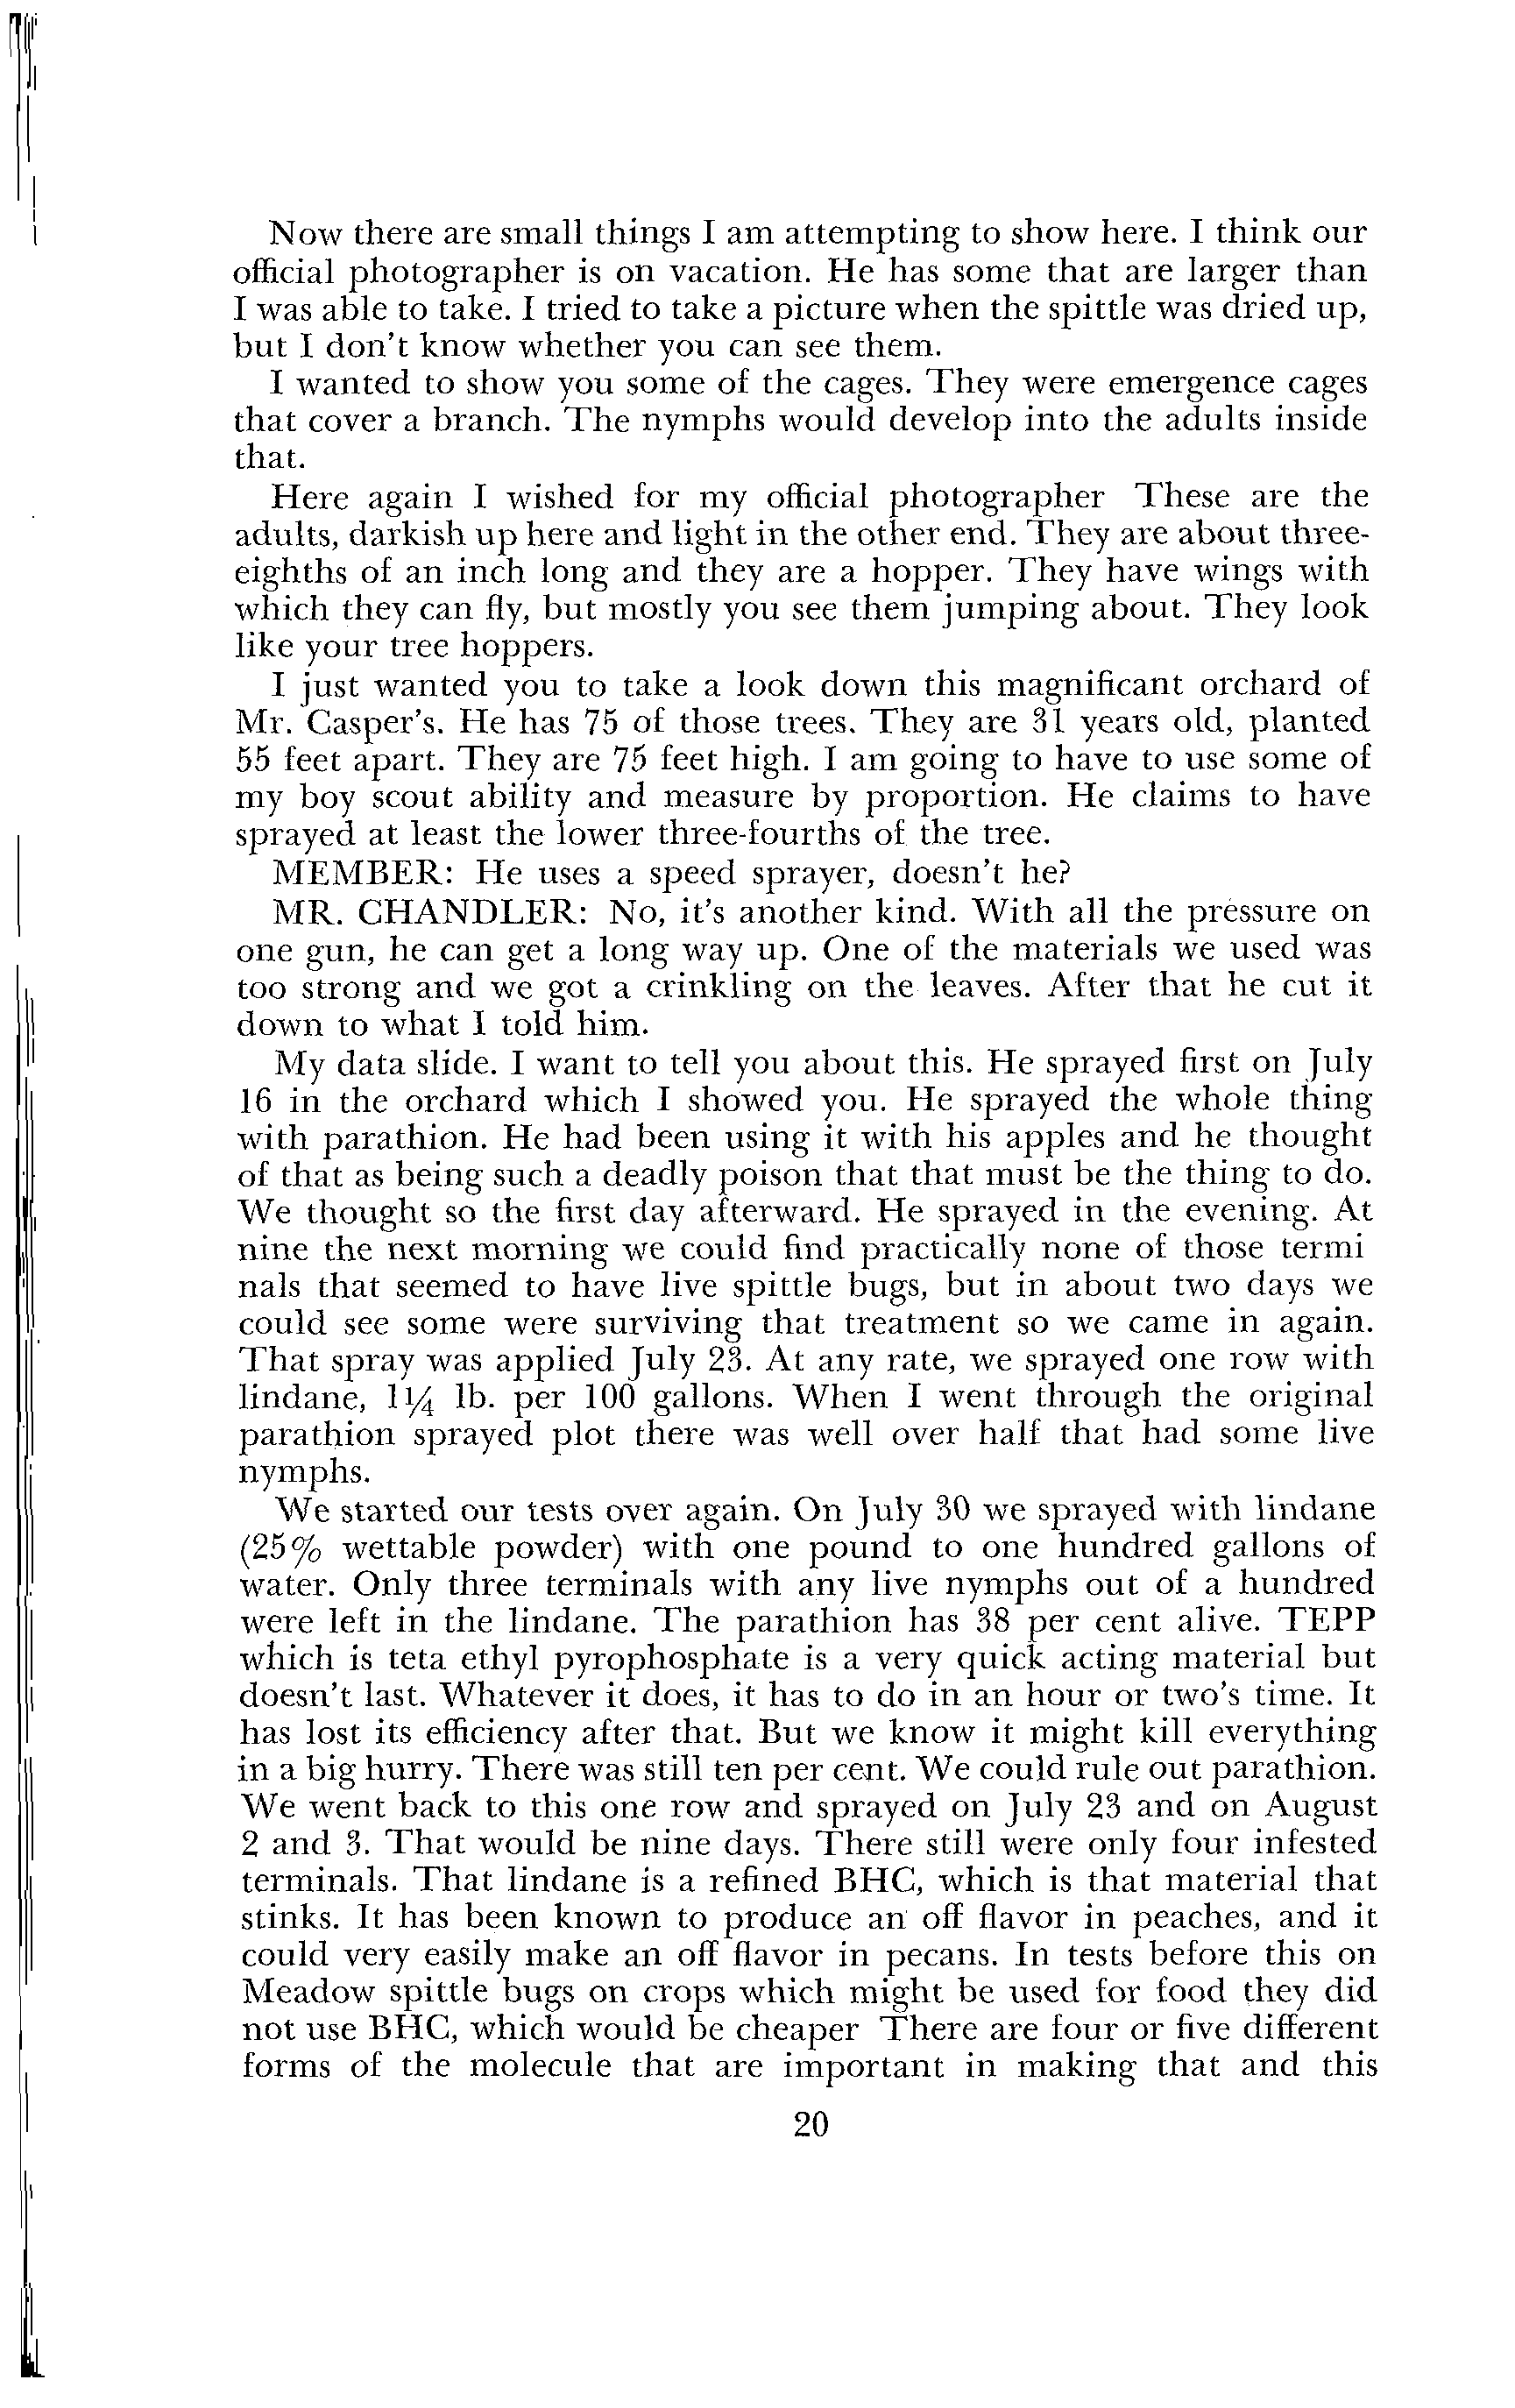 Now there are small things I am attempting to show here. I think our
official photographer is on vacation. He has some that are larger than
I was able to take. I tried to take a picture when the spittle was dried up,
but I don't know whether you can see them.
I wanted to show you some of the cages. They were emergence cages
that cover a branch. The nymphs would develop into the adults inside
that.
Here again I wished for my official photographer These are the
adults, darkish up here and light in the other end. They are about three-
eighths of an inch long and they are a hopper. They have wings with
which they can fly, but mostly you see them jumping about. They look
like your tree hoppers.
I just wanted you to take a look down this magnificant orchard of
Mr. Casper's. He has 75 of those trees. They are 31 years old, planted
55 feet apart. They are 75 feet high. I am going to have to use some of
my boy scout ability and measure by proportion. He claims to have
sprayed at least the lower three-fourths of the tree.
MEMBER: He uses a speed sprayer, doesn't he?
MR. CHANDLER: No, it's another kind. With all the pressure on
one gun, he can get a long way up. One of the materials we used was
too strong and we got a crinkling on the leaves. After that he cut it
down to what I told him.
My data slide. I want to tell you about this. He sprayed first on July
16 in the orchard which I showed you. He sprayed the whole thing
with parathion. He had been using it with his apples and he thought
of that as being such a deadly poison that that must be the thing to do.
We thought so the first day afterward. He sprayed in the evening. At
nine the next morning we could find practically none of those termi
nals that seemed to have live spittle bugs, but in about two days we
could see some were surviving that treatment so we came in again.
That spray was applied July 23. At any rate, we sprayed one row with
lindane, 1¼ lb. per 100 gallons. When I went through the original
parathion sprayed plot there was well over half that had some live
nymphs.
We started our tests over again. On July 30 we sprayed with lindane
(25% wettable powder) with one pound to one hundred gallons of
water. Only three terminals with any live nymphs out of a hundred
were left in the lindane. The parathion has 38 per cent alive. TEPP
which is teta ethyl pyrophosphate is a very quick acting material but
doesn't last. Whatever it does, it has to do in an hour or two's time. It
has lost its efficiency after that. But we know it might kill everything
in a big hurry. There was still ten per cent. We could rule out parathion.
We went back to this one row and sprayed on July 23 and on August
2 and 3. That would be nine days. There still were only four infested
terminals. That lindane is a refined BHC, which is that material that
stinks. It has been known to produce an off flavor in peaches, and it
could very easily make an off flavor in pecans. In tests before this on
Meadow spittle bugs on crops which might be used for food they did
not use BHC, which would be cheaper There are four or five different
forms of the molecule that are important in making that and this
20